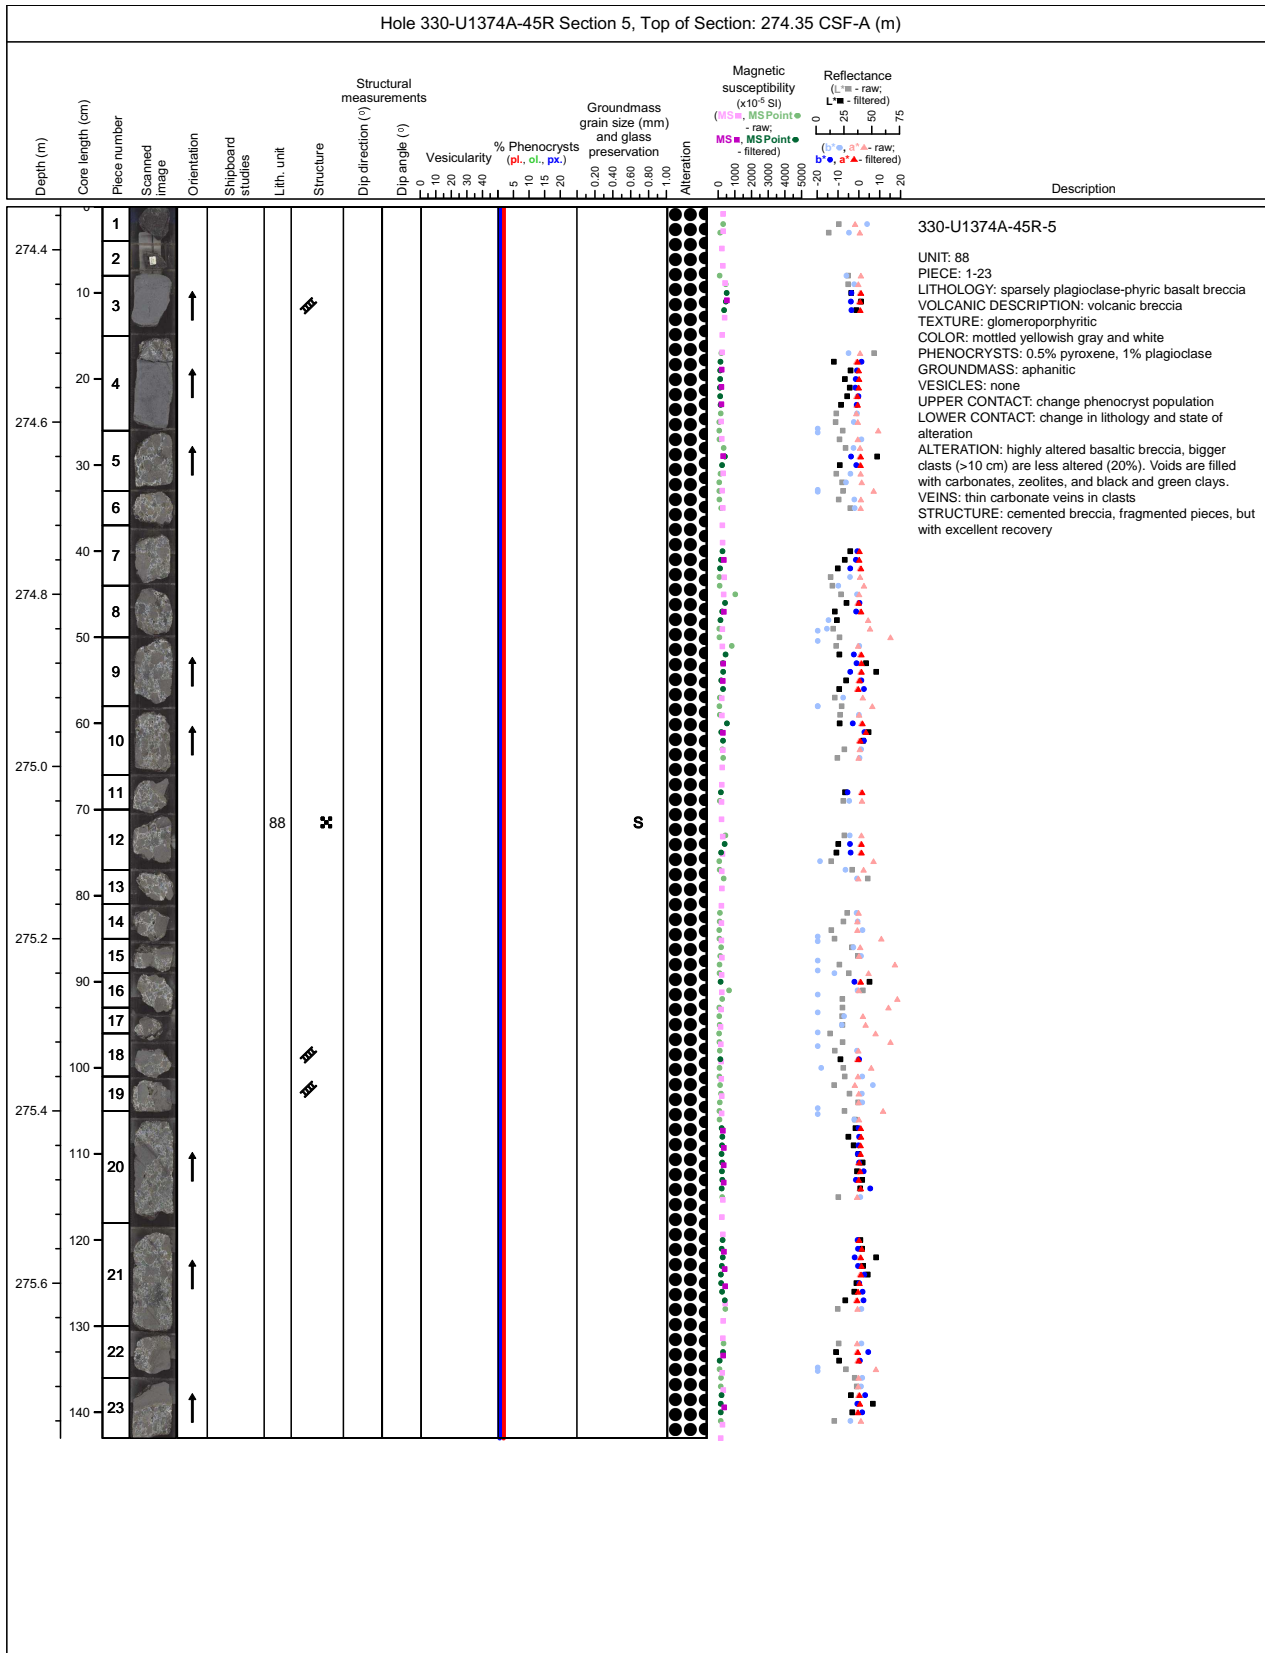 Hole 330-U1374A-45R Section 5, Top of Section: 274.35 CSF-A (m)
Depth (m)
Core length (cm)
Piece number
Scanned
image
Orientation
Shipboard
studies
Lith. unit
Structure
Structural
measurements
Dip direction (°)
Dip angle (°)
Vesicularity
0 10 20 30 40
% Phenocrysts
(pl., ol., px.)
5 10 15 20
Groundmass
grain size (mm)
and glass
preservation
0.20 0.40 0.60 0.80 1.00
Alteration
Magnetic
susceptibility
(x10-5 SI)
(MS■, MSPoint●
- raw;
MS■, MSPoint●
- filtered)
0 1000 2000 3000 4000 5000
Reflectance
(L*■ - raw;
L*■ - filtered)
0 25 50 75
(b*●, a*▲- raw;
b*●, a*▲- filtered)
-20 -10 0 10 20
Description
274.4
274.6
274.8
275.0
275.2
275.4
275.6
0
10
20
30
40
50
60
70
80
90
100
110
120
130
140
1
2
3
4
5
6
7
8
9
10
11
12
13
14
15
16
17
18
19
20
21
22
23
88
S
330-U1374A-45R-5
UNIT: 88
PIECE: 1-23
LITHOLOGY: sparsely plagioclase-phyric basalt breccia
VOLCANIC DESCRIPTION: volcanic breccia
TEXTURE: glomeroporphyritic
COLOR: mottled yellowish gray and white
PHENOCRYSTS: 0.5% pyroxene, 1% plagioclase
GROUNDMASS: aphanitic
VESICLES: none
UPPER CONTACT: change phenocryst population
LOWER CONTACT: change in lithology and state of
alteration
ALTERATION: highly altered basaltic breccia, bigger
clasts (>10 cm) are less altered (20%). Voids are filled
with carbonates, zeolites, and black and green clays.
VEINS: thin carbonate veins in clasts
STRUCTURE: cemented breccia, fragmented pieces, but
with excellent recovery